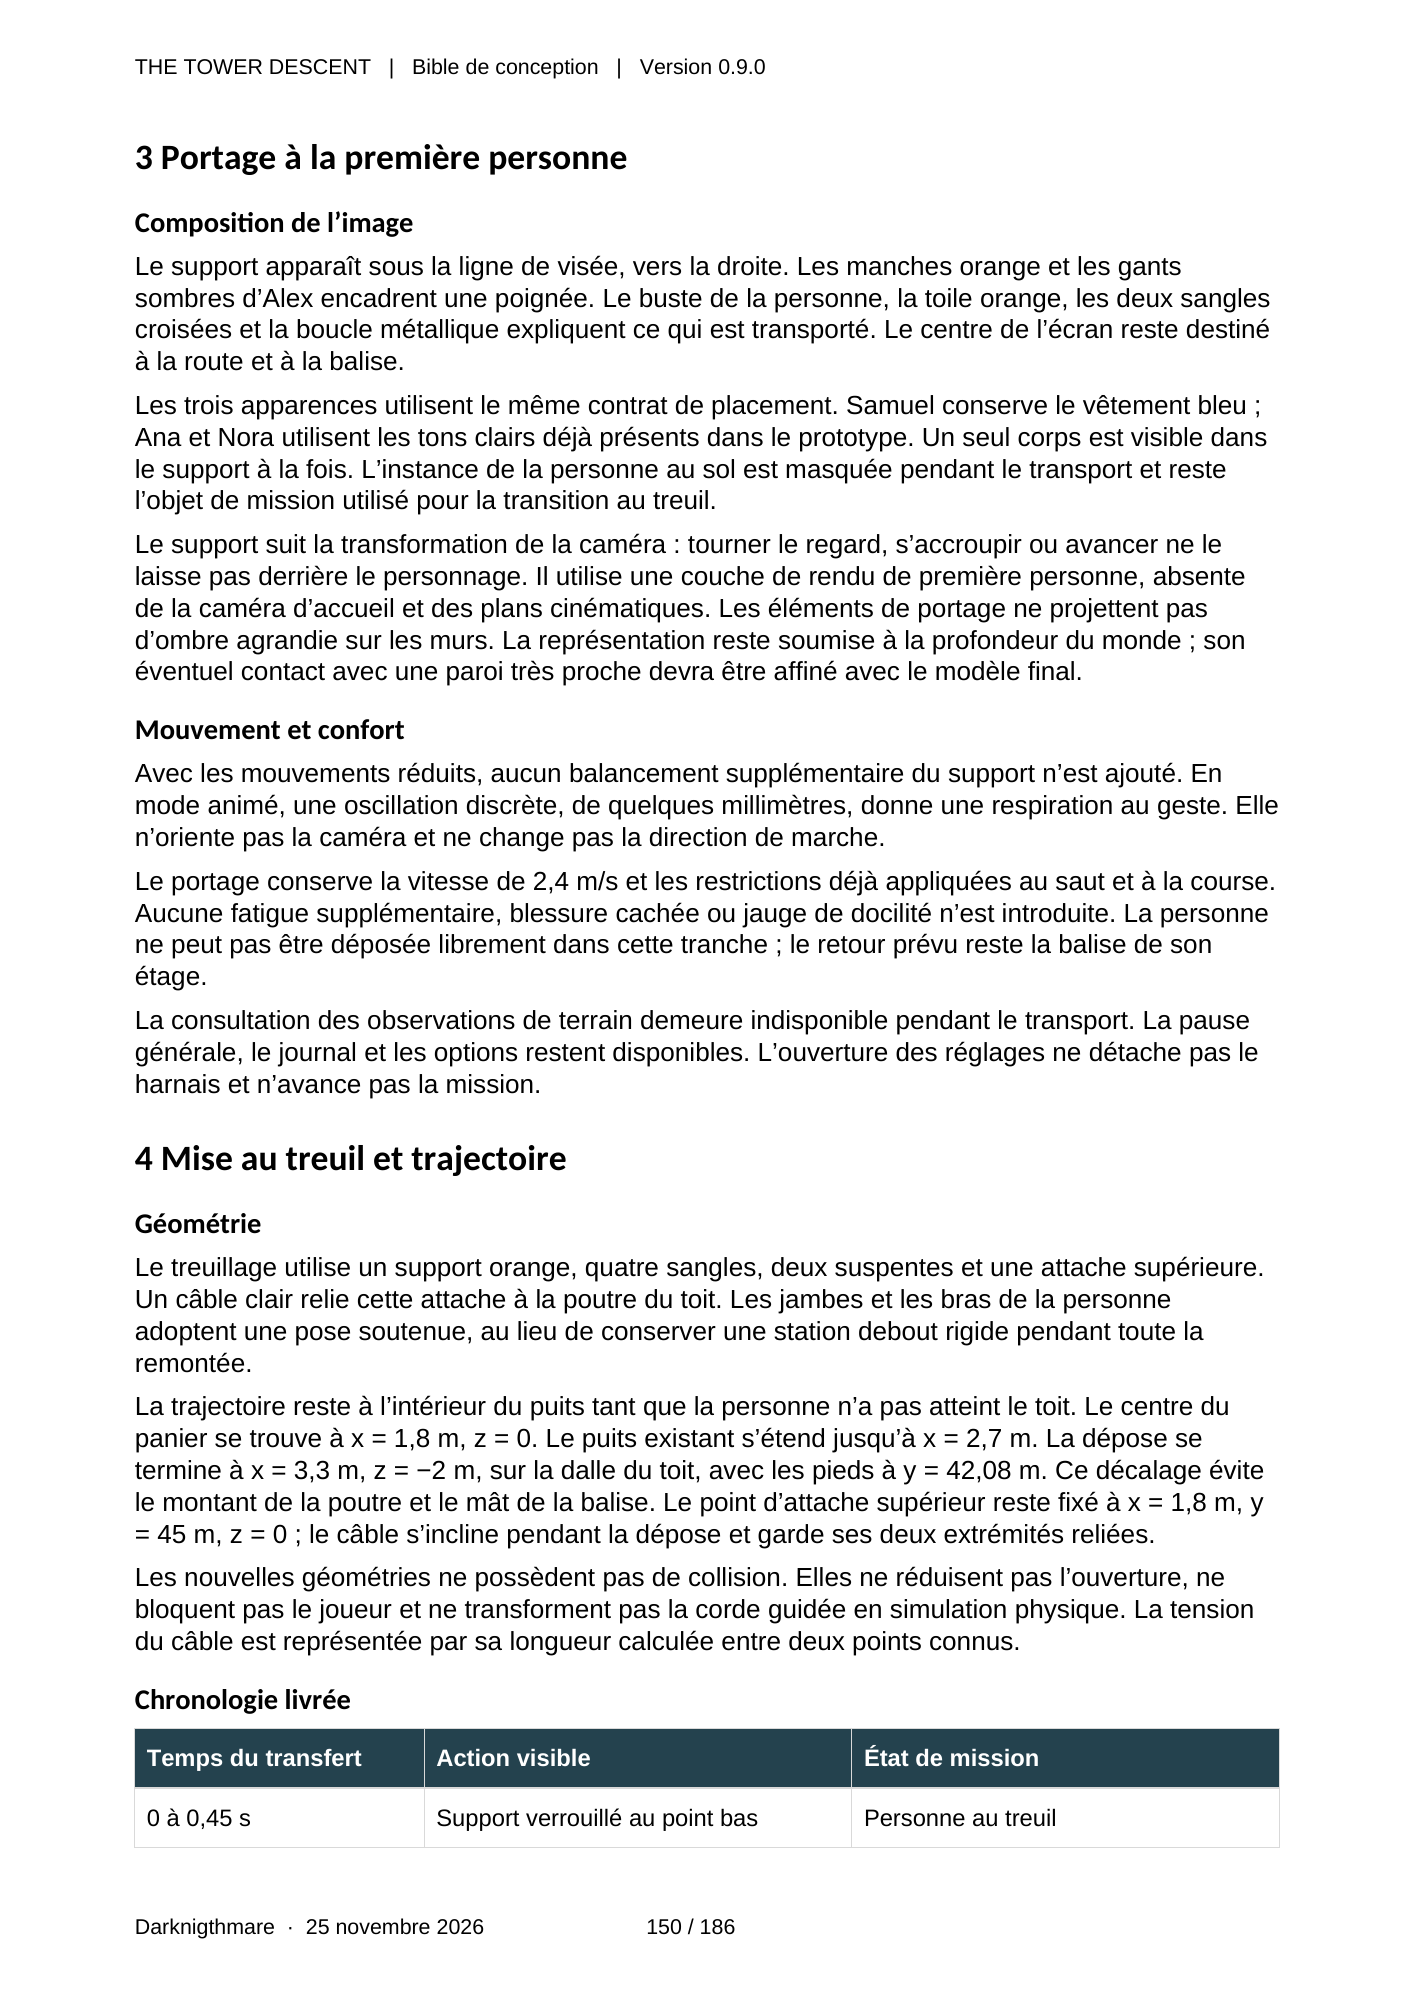 THE TOWER DESCENT | Bible de conception | Version 0.9.0
3 Portage à la première personne
Composition de l’image
Le support apparaît sous la ligne de visée, vers la droite. Les manches orange et les gants
sombres d’Alex encadrent une poignée. Le buste de la personne, la toile orange, les deux sangles
croisées et la boucle métallique expliquent ce qui est transporté. Le centre de l’écran reste destiné
à la route et à la balise.
Les trois apparences utilisent le même contrat de placement. Samuel conserve le vêtement bleu ;
Ana et Nora utilisent les tons clairs déjà présents dans le prototype. Un seul corps est visible dans
le support à la fois. L’instance de la personne au sol est masquée pendant le transport et reste
l’objet de mission utilisé pour la transition au treuil.
Le support suit la transformation de la caméra : tourner le regard, s’accroupir ou avancer ne le
laisse pas derrière le personnage. Il utilise une couche de rendu de première personne, absente
de la caméra d’accueil et des plans cinématiques. Les éléments de portage ne projettent pas
d’ombre agrandie sur les murs. La représentation reste soumise à la profondeur du monde ; son
éventuel contact avec une paroi très proche devra être affiné avec le modèle final.
Mouvement et confort
Avec les mouvements réduits, aucun balancement supplémentaire du support n’est ajouté. En
mode animé, une oscillation discrète, de quelques millimètres, donne une respiration au geste. Elle
n’oriente pas la caméra et ne change pas la direction de marche.
Le portage conserve la vitesse de 2,4 m/s et les restrictions déjà appliquées au saut et à la course.
Aucune fatigue supplémentaire, blessure cachée ou jauge de docilité n’est introduite. La personne
ne peut pas être déposée librement dans cette tranche ; le retour prévu reste la balise de son
étage.
La consultation des observations de terrain demeure indisponible pendant le transport. La pause
générale, le journal et les options restent disponibles. L’ouverture des réglages ne détache pas le
harnais et n’avance pas la mission.
4 Mise au treuil et trajectoire
Géométrie
Le treuillage utilise un support orange, quatre sangles, deux suspentes et une attache supérieure.
Un câble clair relie cette attache à la poutre du toit. Les jambes et les bras de la personne
adoptent une pose soutenue, au lieu de conserver une station debout rigide pendant toute la
remontée.
La trajectoire reste à l’intérieur du puits tant que la personne n’a pas atteint le toit. Le centre du
panier se trouve à x = 1,8 m, z = 0. Le puits existant s’étend jusqu’à x = 2,7 m. La dépose se
termine à x = 3,3 m, z = −2 m, sur la dalle du toit, avec les pieds à y = 42,08 m. Ce décalage évite
le montant de la poutre et le mât de la balise. Le point d’attache supérieur reste fixé à x = 1,8 m, y
= 45 m, z = 0 ; le câble s’incline pendant la dépose et garde ses deux extrémités reliées.
Les nouvelles géométries ne possèdent pas de collision. Elles ne réduisent pas l’ouverture, ne
bloquent pas le joueur et ne transforment pas la corde guidée en simulation physique. La tension
du câble est représentée par sa longueur calculée entre deux points connus.
Chronologie livrée
Temps du transfert Action visible État de mission
0 à 0,45 s Support verrouillé au point bas Personne au treuil
Darknigthmare · 25 novembre 2026 150 / 186